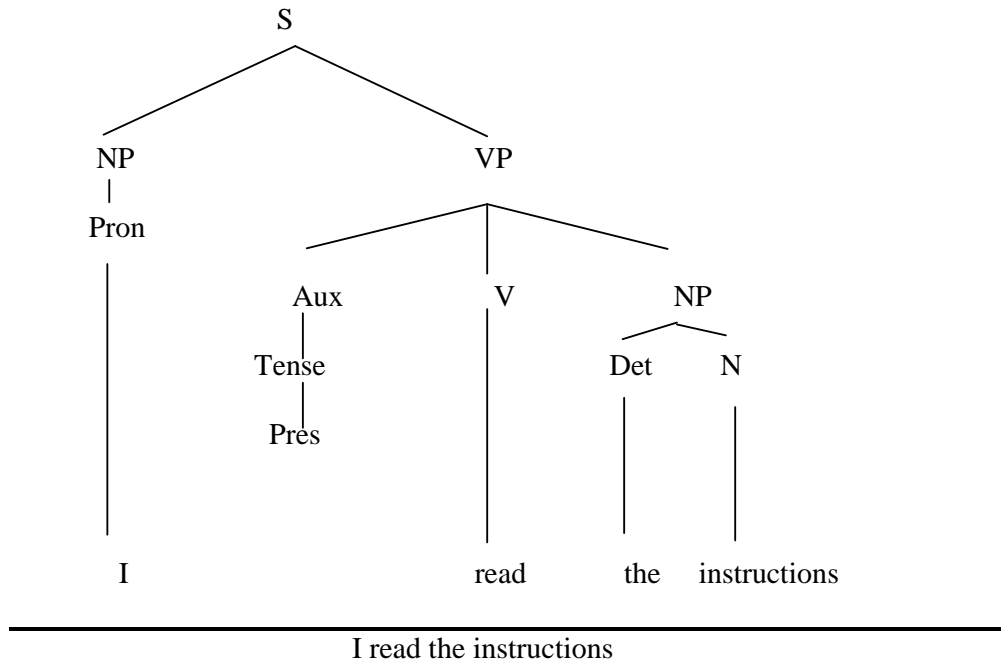 S
NP VP
Pron
Aux V NP
Tense Det N
Pres
I read the instructions
I read the instructions